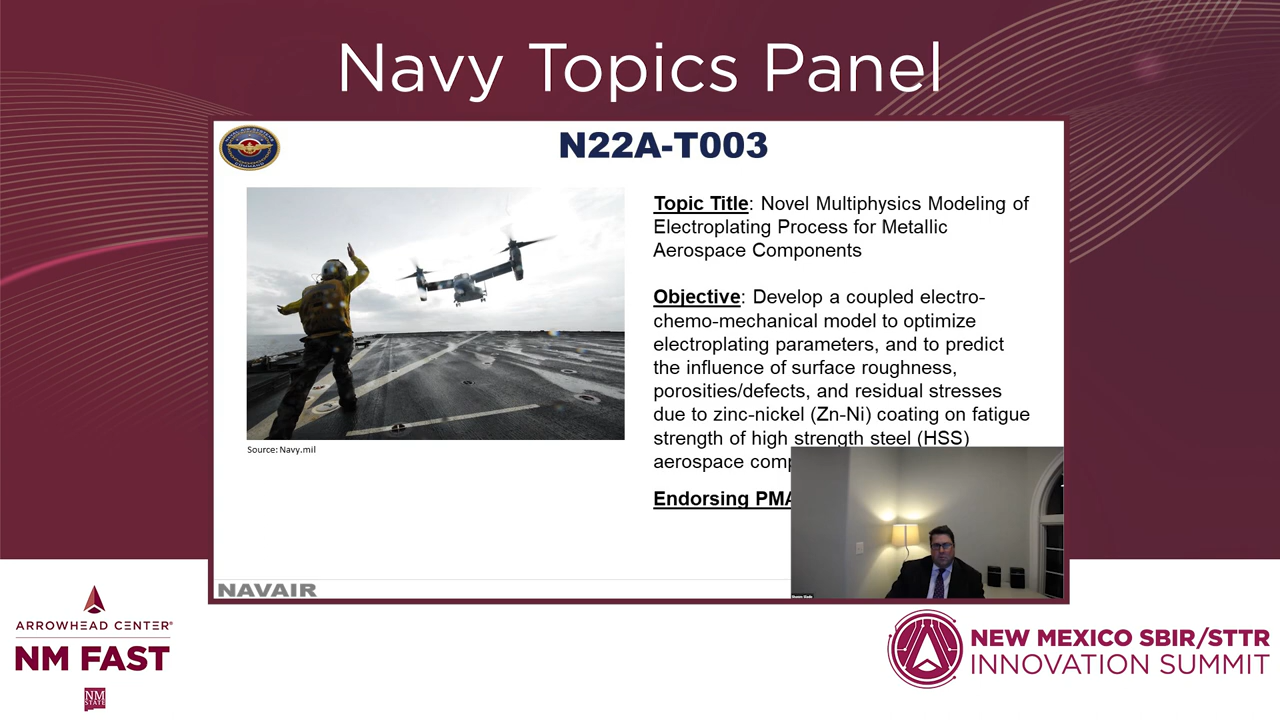 Navy Topics Panel
N22A-T003
Topic Title: Novel Multiphysics Modeling of
Electroplating Process for Metallic
Aerospace Components
Objective: Develop a coupled electro-
chemo-mechanical model to optimize
electroplating parameters, and to predict
the influence of surface roughness,
porosities/defects, and residual stresses
due to zinc-nickel (Zn-Ni) coating on fatigue
strength of high strength steel (HSS)
aerospace comp
Endorsing PMA
Source: Navy.mil
NAVAIR
ARROWHEAD CENTER®
NM FAST
NM
STATE
NEW MEXICO SBIR/STTR
INNOVATION SUMMIT